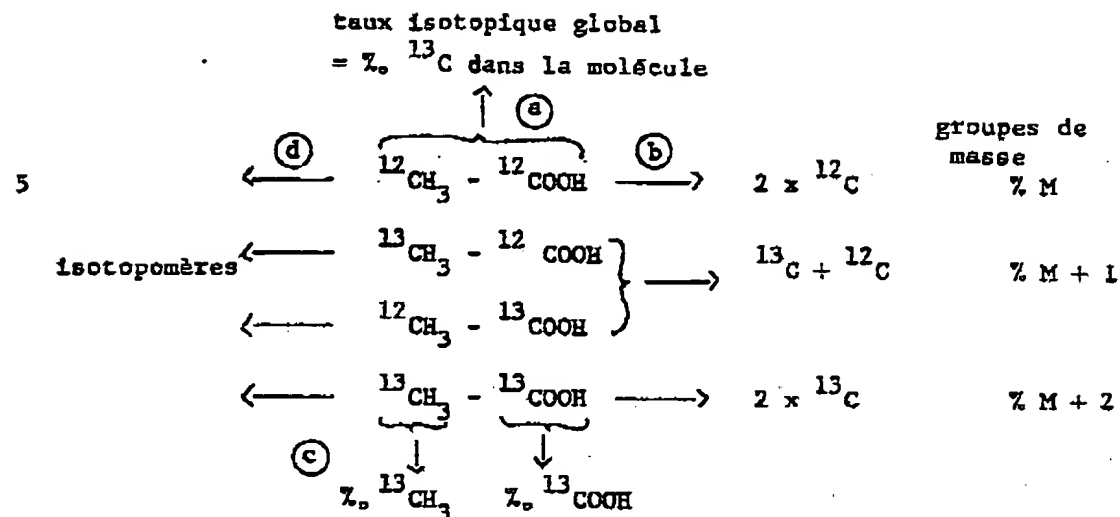 taux isotopique global
= ‰ ¹³C dans la molécule
ⓐ
groupes de
masse
5 ⓓ ¹²CH₃ - ¹²COOH ⓑ 2 x ¹²C % M
¹³CH₃ - ¹² COOH
isotopomères ¹³C + ¹²C % M + 1
¹²CH₃ - ¹³COOH
¹³CH₃ - ¹³COOH 2 x ¹³C % M + 2
ⓒ
‰ ¹³CH₃ ‰ ¹³COOH